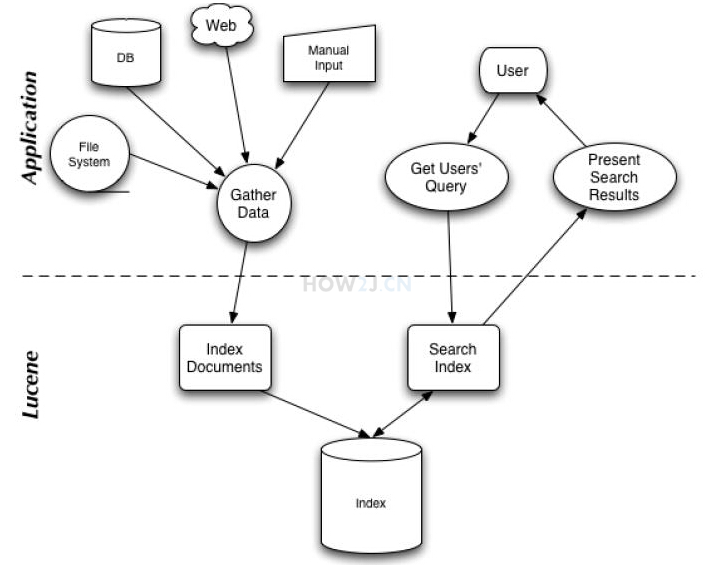 Web
DB
Manual
Input
User
Application
File
System
Get Users'
Query
Present
Search
Results
Gather
Data
HOW2J.CN
Index
Documents
Search
Index
Lucene
Index